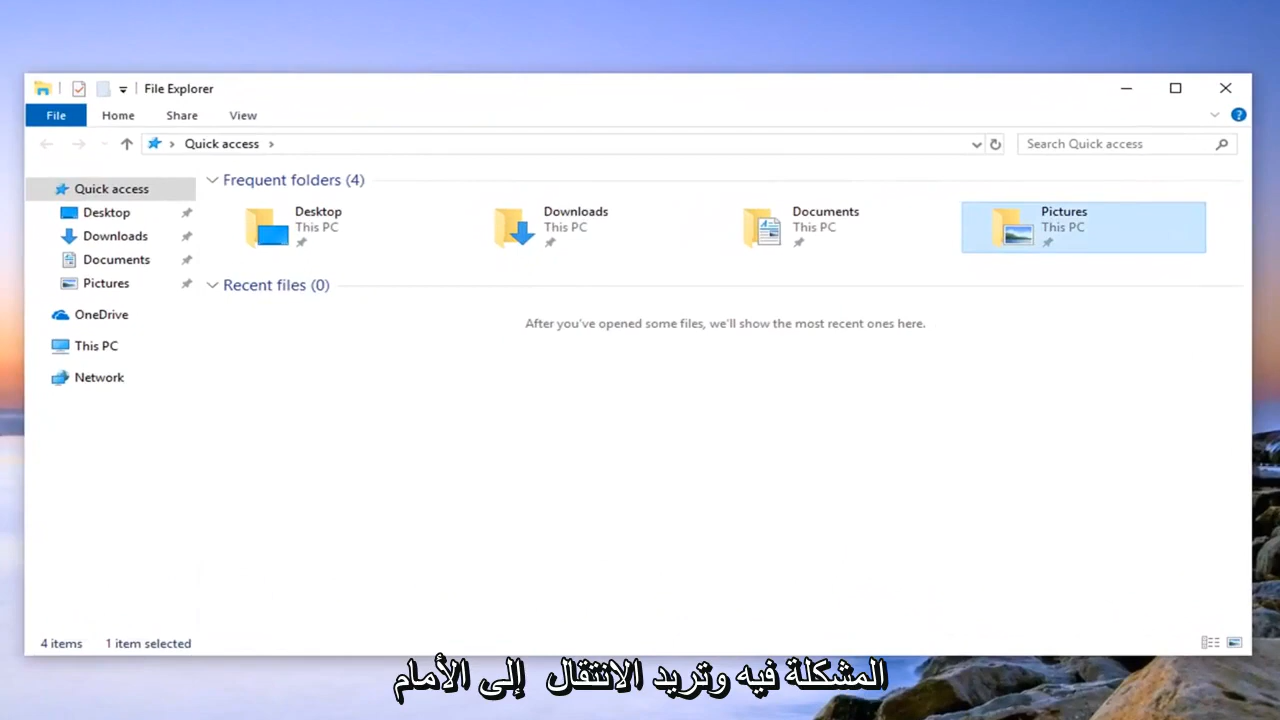 File Explorer
File Home Share View
Quick access
Search Quick access
Quick access
Desktop
Downloads
Documents
Pictures
OneDrive
This PC
Network
Frequent folders (4)
Desktop
This PC
Downloads
This PC
Documents
This PC
Pictures
This PC
Recent files (0)
After you've opened some files, we'll show the most recent ones here.
4 items 1 item selected
المشكلة فيه وتريد الانتقال إلى الأمام